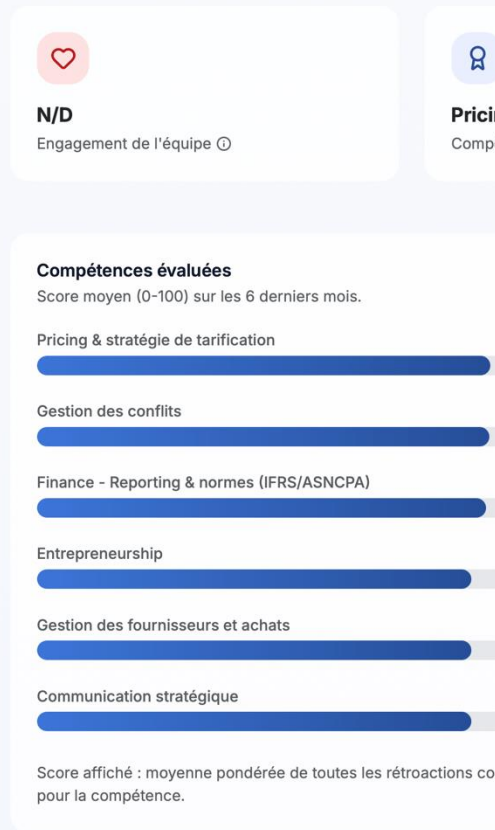 N/D
Engagement de l'équipe
Compétences évaluées
Score moyen (0-100) sur les 6 derniers mois.
Pricing & stratégie de tarification
Gestion des conflits
Finance - Reporting & normes (IFRS/ASNCPA)
Entrepreneurship
Gestion des fournisseurs et achats
Communication stratégique
Score affiché : moyenne pondérée de toutes les rétroactions
pour la compétence.